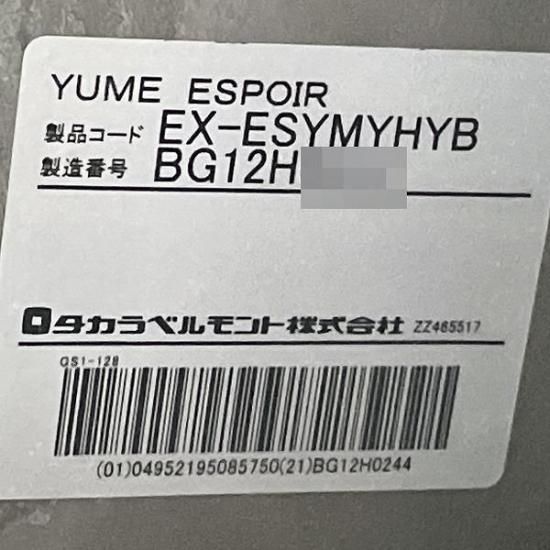 YUME ESPOIR
製品コード EX-ESYMYHYB
製造番号 BG12H
タカラベルモント株式会社 ZZ465517
GS1-128
(01)04952195085750(21)BG12H0244